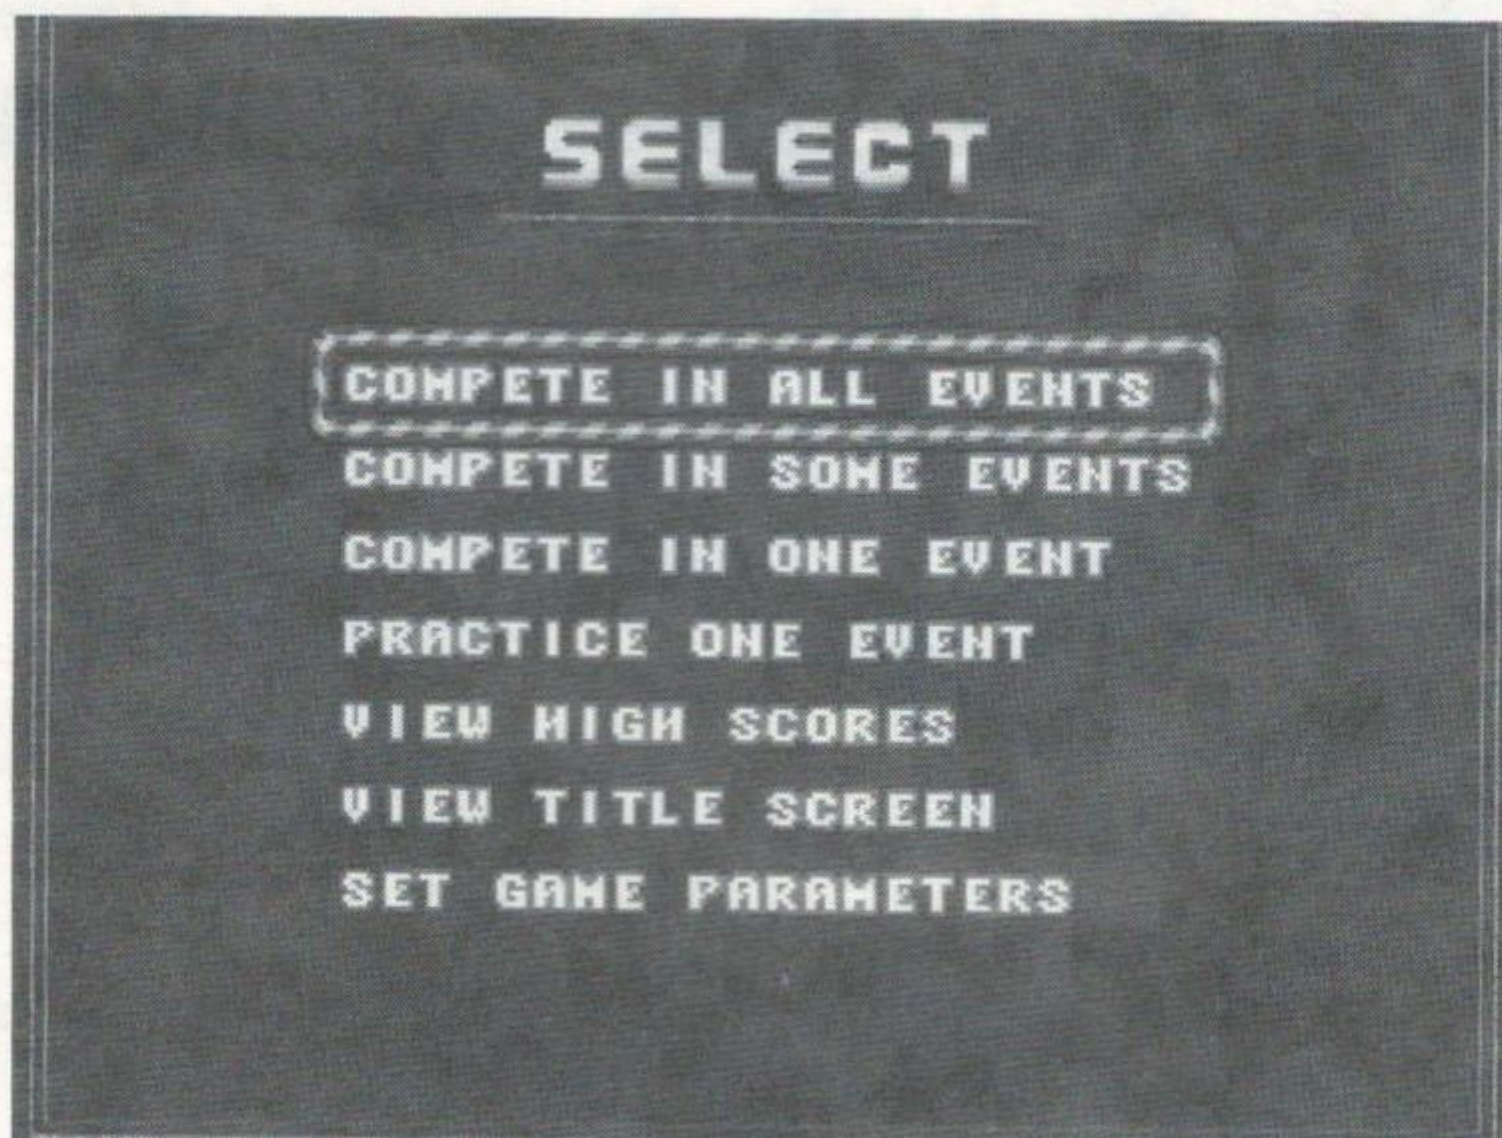 SELECT
COMPETE IN ALL EVENTS
COMPETE IN SOME EVENTS
COMPETE IN ONE EVENT
PRACTICE ONE EVENT
VIEW HIGH SCORES
VIEW TITLE SCREEN
SET GAME PARAMETERS